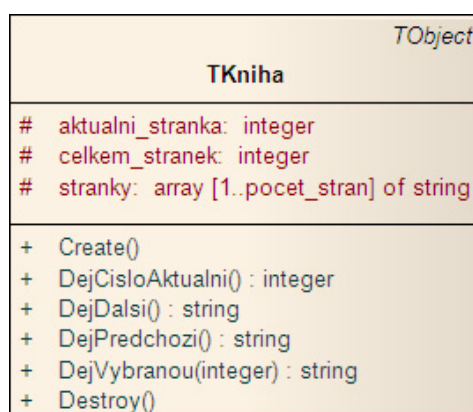 TObject
TKniha
# aktualni_stranka: integer
# celkem_stranek: integer
# stranky: array [1..pocet_stran] of string
+ Create()
+ DejCisloAktualni() : integer
+ DejDalsi() : string
+ DejPredchozi() : string
+ DejVybranou(integer) : string
+ Destroy()